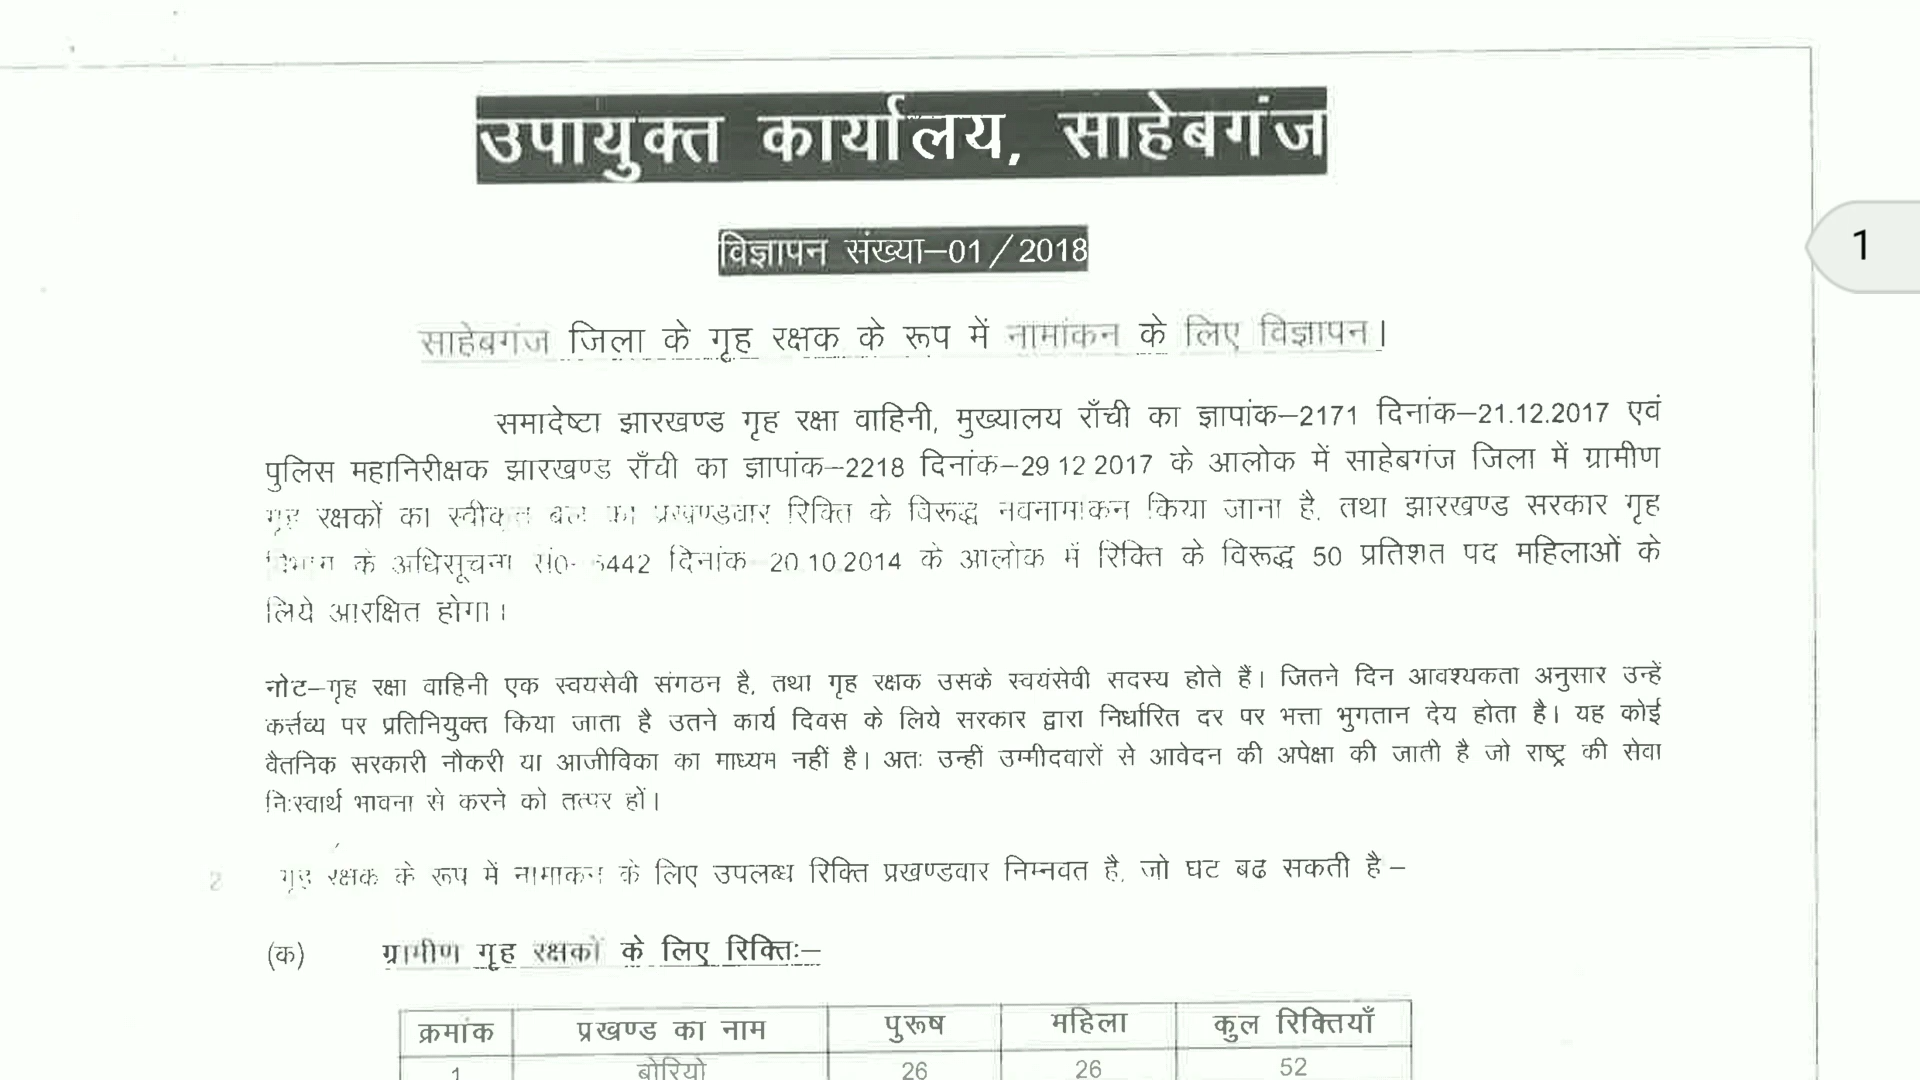 उपायुक्त कार्यालय, साहेबगंज
विज्ञापन संख्या–01 / 2018
1
साहेबगंज जिला के गृह रक्षक के रूप में नामांकन के लिए विज्ञापन।
समादेष्टा झारखण्ड गृह रक्षा वाहिनी, मुख्यालय राँची का ज्ञापांक–2171 दिनांक–21.12.2017 एवं
पुलिस महानिरीक्षक झारखण्ड राँची का ज्ञापांक–2218 दिनांक–29 12 2017 के आलोक में साहेबगंज जिला में ग्रामीण
गृह रक्षकों का स्वीकृत बल का प्रखण्डवार रिक्ति के विरूद्ध नवनामांकन किया जाना है, तथा झारखण्ड सरकार गृह
विभाग के अधिसूचना सं0- 5442 दिनांक 20.10.2014 के आलोक में रिक्ति के विरूद्ध 50 प्रतिशत पद महिलाओं के
लिये आरक्षित होगा।
नोट–गृह रक्षा वाहिनी एक स्वयसेवी संगठन है, तथा गृह रक्षक उसके स्वयंसेवी सदस्य होते हैं। जितने दिन आवश्यकता अनुसार उन्हें
कर्त्तव्य पर प्रतिनियुक्त किया जाता है उतने कार्य दिवस के लिये सरकार द्वारा निर्धारित दर पर भत्ता भुगतान देय होता है। यह कोई
वैतनिक सरकारी नौकरी या आजीविका का माध्यम नहीं है। अतः उन्हीं उम्मीदवारों से आवेदन की अपेक्षा की जाती है जो राष्ट्र की सेवा
निःस्वार्थ भावना से करने को तत्पर हों।
2 गृह रक्षक के रूप में नामाकन के लिए उपलब्ध रिक्ति प्रखण्डवार निम्नवत है, जो घट बढ सकती है –
(क) ग्रामीण गृह रक्षकों के लिए रिक्तिः–
क्रमांक प्रखण्ड का नाम पुरूष महिला कुल रिक्तियाँ
1 बोरियो 26 26 52